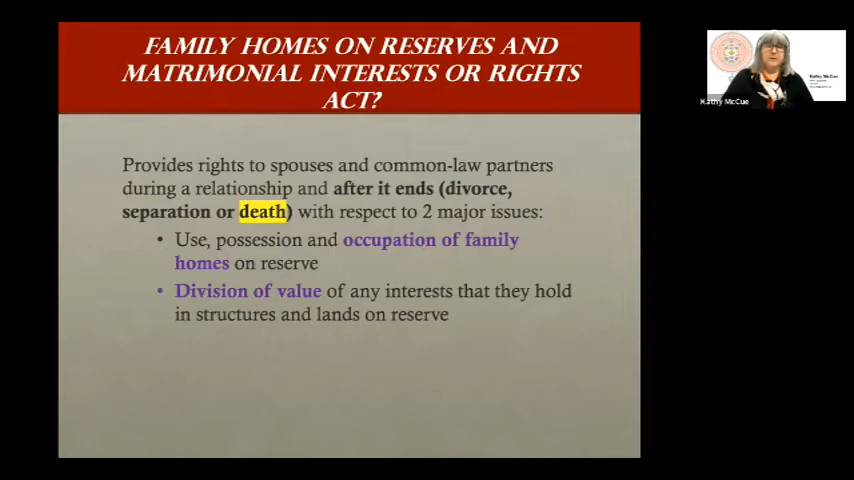 FAMILY HOMES ON RESERVES AND
MATRIMONIAL INTERESTS OR RIGHTS
ACT?
Provides rights to spouses and common-law partners
during a relationship and after it ends (divorce,
separation or death) with respect to 2 major issues:
• Use, possession and occupation of family
homes on reserve
• Division of value of any interests that they hold
in structures and lands on reserve
Kathy McCue
Kathy McCue